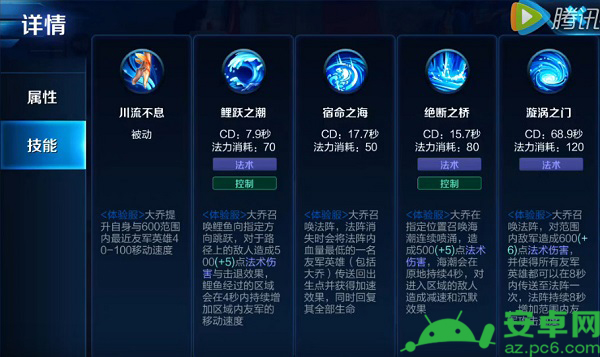 详情
腾讯
属性
技能
川流不息
被动
<体验服>大乔提
升自身与600范围
内最近友军英雄4
0-100移动速度
鲤跃之潮
CD：7.9秒
法力消耗：70
法术
控制
<体验服>大乔召
唤鲤鱼向指定方
向跳跃，对于路
径上的敌人造成5
00(+5)点法术伤
害与击退效果，
鲤鱼经过的区域
会在4秒内持续增
加区域内友军的
移动速度
宿命之海
CD：17.7秒
法力消耗：50
<体验服>大乔召
唤法阵，法阵消
失时会将法阵内
血量最低的一名
友军英雄（包括
大乔）传送回出
生点并获得加速
效果，同时回复
其全部生命
绝断之桥
CD：15.7秒
法力消耗：80
法术
控制
<体验服>大乔在
指定位置召唤海
潮连续喷涌，造
成500(+5)点法术
伤害，海潮会在
原地持续4秒，对
进入区域的敌人
造成减速和沉默
效果
漩涡之门
CD：68.9秒
法力消耗：120
法术
<体验服>大乔召
唤法阵，对范围
内敌军造成600(+
6)点法术伤害，
并使得所有友军
英雄都可以在8秒
内传送至法阵一
次，法阵持续8秒
，增加范围内友
安卓网
az.pc6.com